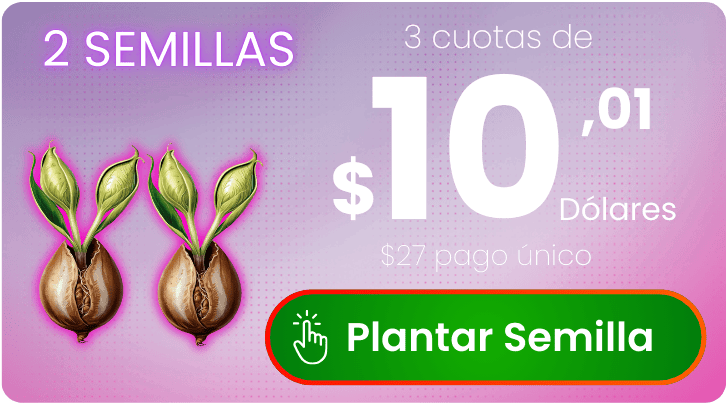 2 SEMILLAS
3 cuotas de
$10,01
Dólares
$27 pago único
Plantar Semilla